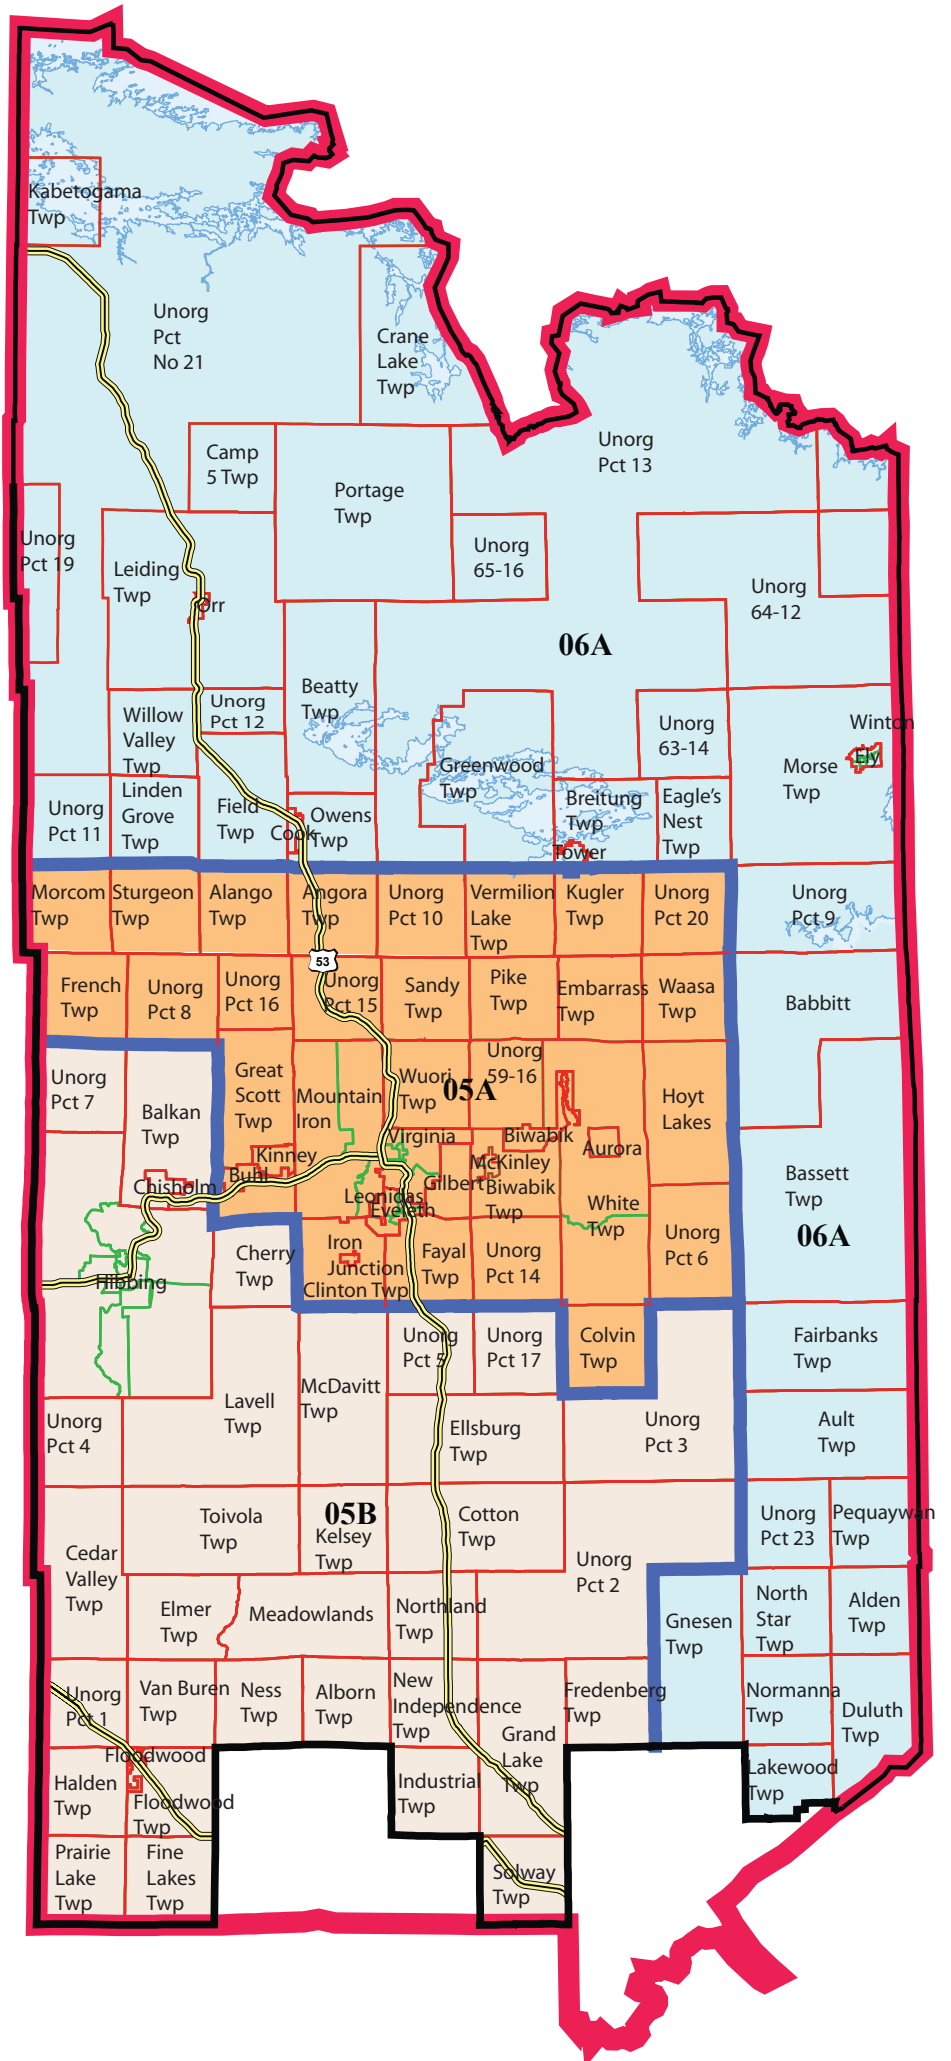 Kabetogama
Twp
Unorg
Pct
No 21
Crane
Lake
Twp
Camp
5 Twp
Unorg
Pct 13
Portage
Twp
Unorg
Pct 19
Leiding
Twp
Unorg
65-16
Unorg
64-12
Orr
06A
Beatty
Twp
Willow
Valley
Twp
Unorg
Pct 12
Unorg
63-14
Winton
Ely
Greenwood
Twp
Morse
Twp
Unorg
Pct 11
Linden
Grove
Twp
Field
Twp
Cook
Owens
Twp
Breitung
Twp
Eagle's
Nest
Twp
Tower
Morcom
Twp
Sturgeon
Twp
Alango
Twp
Angora
Twp
Unorg
Pct 10
Vermilion
Lake
Twp
Kugler
Twp
Unorg
Pct 20
Unorg
Pct 9
53
French
Twp
Unorg
Pct 8
Unorg
Pct 16
Unorg
Pct 15
Sandy
Twp
Pike
Twp
Embarrass
Twp
Waasa
Twp
Babbitt
Unorg
Pct 7
Balkan
Twp
Great
Scott
Twp
Mountain
Iron
Wuori
Twp
Unorg
59-16
05A
Hoyt
Lakes
Virginia
Biwabik
Aurora
Kinney
McKinley
Buhl
Chisholm
Gilbert
Biwabik
Twp
Leonidas
Eveleth
White
Twp
Bassett
Twp
06A
Hibbing
Cherry
Twp
Iron
Junction
Clinton Twp
Fayal
Twp
Unorg
Pct 14
Unorg
Pct 6
Unorg
Pct 5
Unorg
Pct 17
Colvin
Twp
Fairbanks
Twp
Unorg
Pct 4
Lavell
Twp
McDavitt
Twp
Ellsburg
Twp
Unorg
Pct 3
Ault
Twp
Toivola
Twp
05B
Kelsey
Twp
Cotton
Twp
Unorg
Pct 23
Pequaywan
Twp
Cedar
Valley
Twp
Unorg
Pct 2
Elmer
Twp
Meadowlands
Northland
Twp
Gnesen
Twp
North
Star
Twp
Alden
Twp
Unorg
Pct 1
Van Buren
Twp
Ness
Twp
Alborn
Twp
New
Independence
Twp
Fredenberg
Twp
Normanna
Twp
Duluth
Twp
Grand
Lake
Twp
Floodwood
Halden
Twp
Floodwood
Twp
Industrial
Twp
Lakewood
Twp
Prairie
Lake
Twp
Fine
Lakes
Twp
Solway
Twp